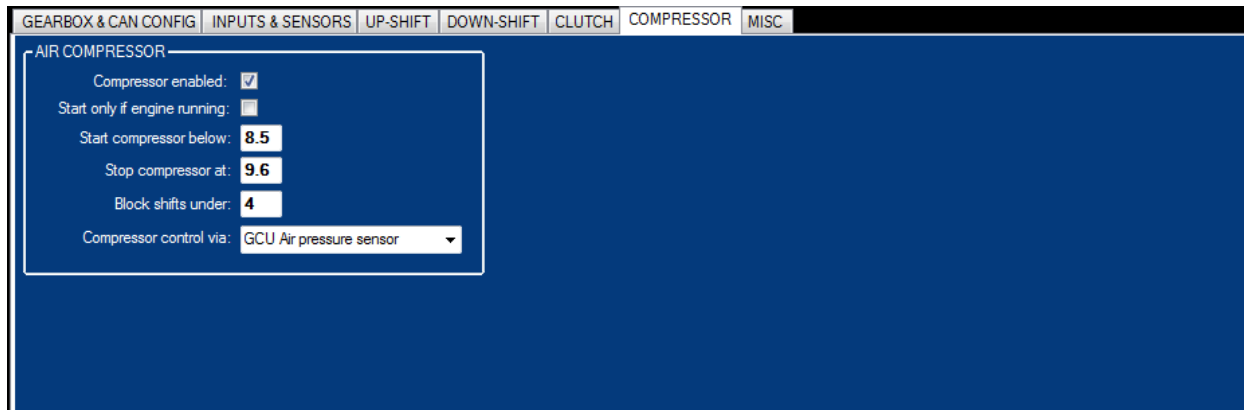 GEARBOX & CAN CONFIG INPUTS & SENSORS UP-SHIFT DOWN-SHIFT CLUTCH COMPRESSOR MISC
AIR COMPRESSOR
Compressor enabled:
Start only if engine running:
Start compressor below: 8.5
Stop compressor at: 9.6
Block shifts under: 4
Compressor control via: GCU Air pressure sensor